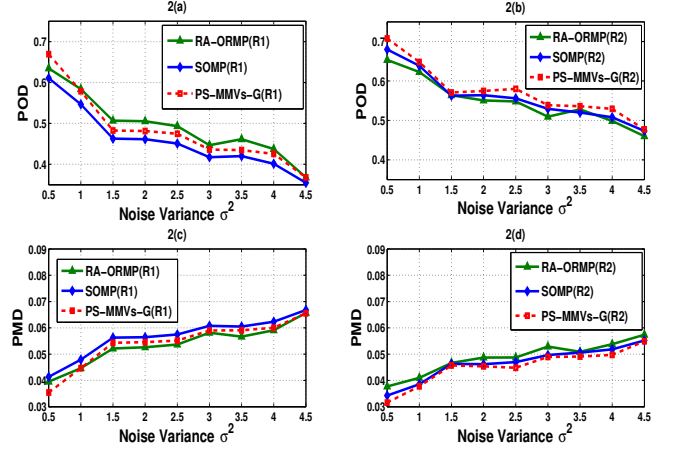 2(a)
POD
0.7
0.6
0.5
0.4
RA-ORMP(R1)
SOMP(R1)
PS-MMVs-G(R1)
0.5 1 1.5 2 2.5 3 3.5 4 4.5
Noise Variance σ²
2(b)
POD
0.7
0.6
0.5
0.4
RA-ORMP(R2)
SOMP(R2)
PS-MMVs-G(R2)
0.5 1 1.5 2 2.5 3 3.5 4 4.5
Noise Variance σ²
2(c)
PMD
0.09
0.08
0.07
0.06
0.05
0.04
0.03
RA-ORMP(R1)
SOMP(R1)
PS-MMVs-G(R1)
0.5 1 1.5 2 2.5 3 3.5 4 4.5
Noise Variance σ²
2(d)
PMD
0.09
0.08
0.07
0.06
0.05
0.04
0.03
RA-ORMP(R2)
SOMP(R2)
PS-MMVs-G(R2)
0.5 1 1.5 2 2.5 3 3.5 4 4.5
Noise Variance σ²